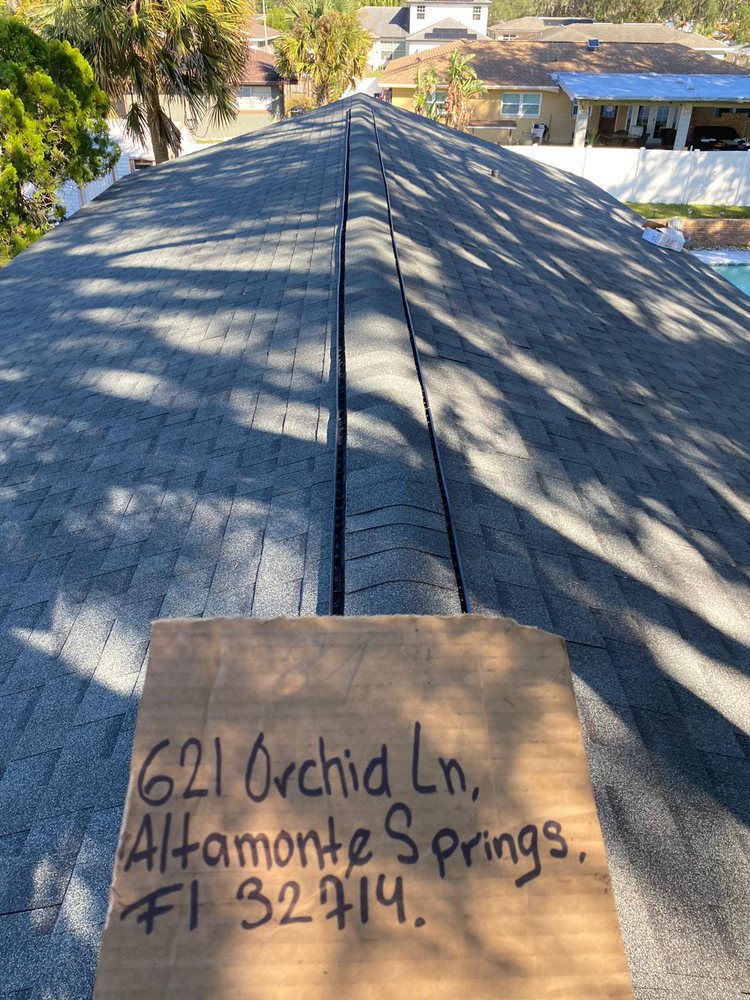 621 Orchid Ln,
Altamonte Springs,
Fl 32714.